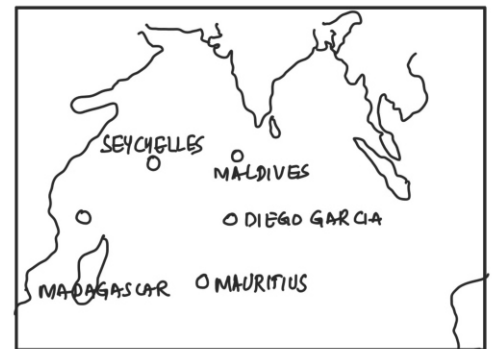 SEYCHELLES
MALDIVES
DIEGO GARCIA
MADAGASCAR
MAURITIUS